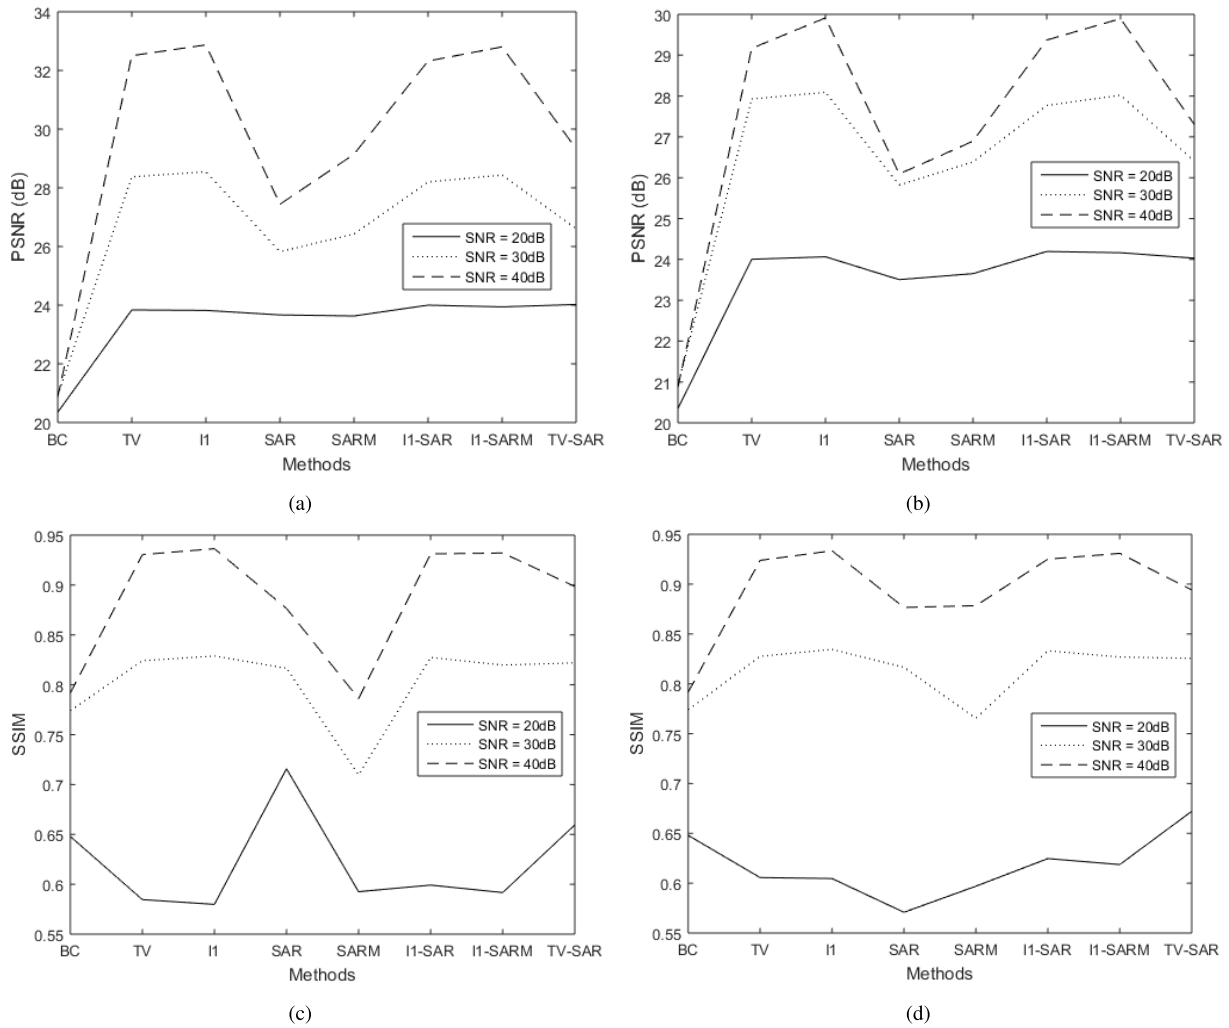 34
32
30
28
26
24
22
20
PSNR (dB)
SNR = 20dB
SNR = 30dB
SNR = 40dB
BC TV l1 SAR SARM l1-SAR l1-SARM TV-SAR
Methods
(a)
30
29
28
27
26
25
24
23
22
21
20
PSNR (dB)
SNR = 20dB
SNR = 30dB
SNR = 40dB
BC TV l1 SAR SARM l1-SAR l1-SARM TV-SAR
Methods
(b)
0.95
0.9
0.85
0.8
0.75
0.7
0.65
0.6
0.55
SSIM
SNR = 20dB
SNR = 30dB
SNR = 40dB
BC TV l1 SAR SARM l1-SAR l1-SARM TV-SAR
Methods
(c)
0.95
0.9
0.85
0.8
0.75
0.7
0.65
0.6
0.55
SSIM
SNR = 20dB
SNR = 30dB
SNR = 40dB
BC TV l1 SAR SARM l1-SAR l1-SARM TV-SAR
Methods
(d)